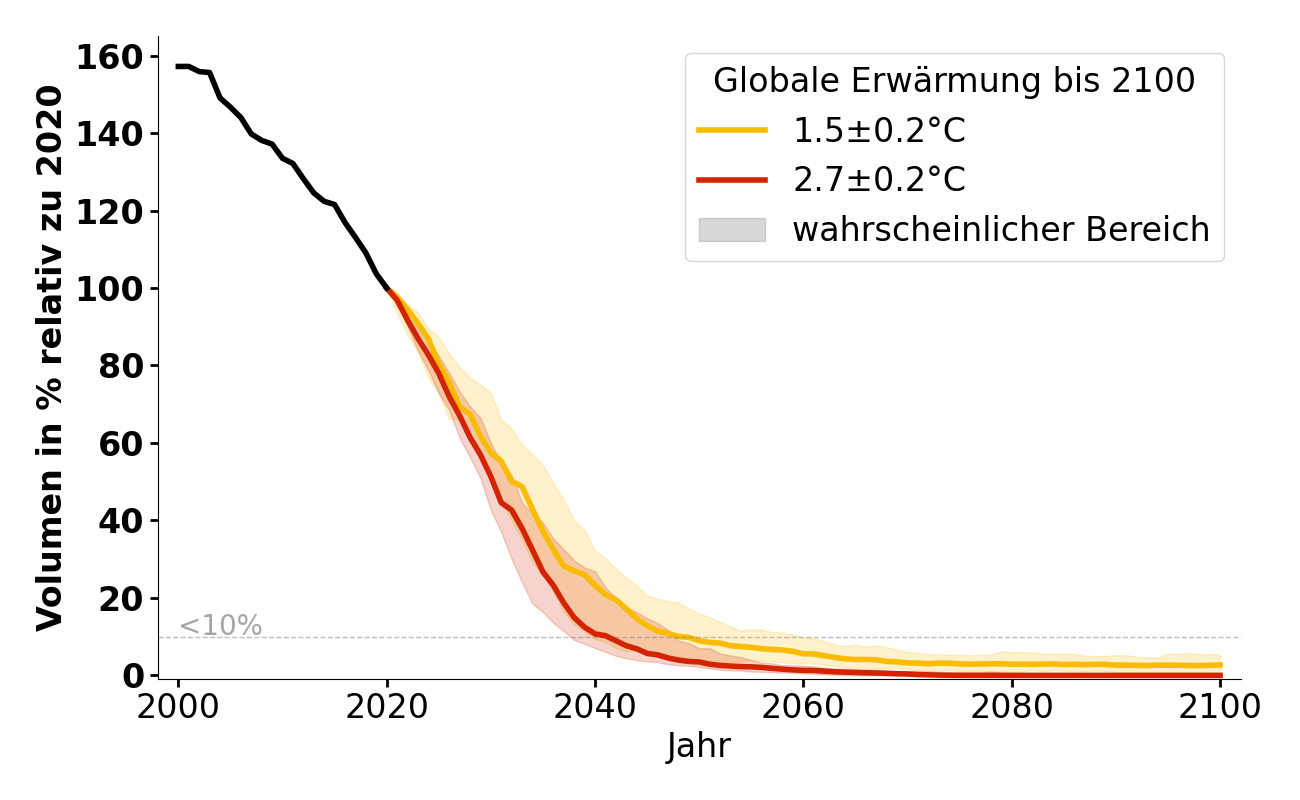 Volumen in % relativ zu 2020
160
140
120
100
80
60
40
20
0
<10%
Globale Erwärmung bis 2100
1.5±0.2°C
2.7±0.2°C
wahrscheinlicher Bereich
2000 2020 2040 2060 2080 2100
Jahr